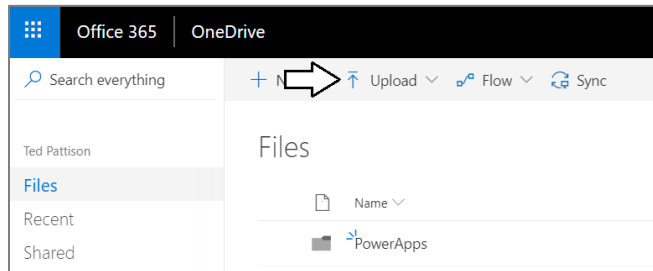 Office 365 OneDrive
Search everything
Upload Flow Sync
Ted Pattison
Files
Files
Recent
Shared
Name
PowerApps